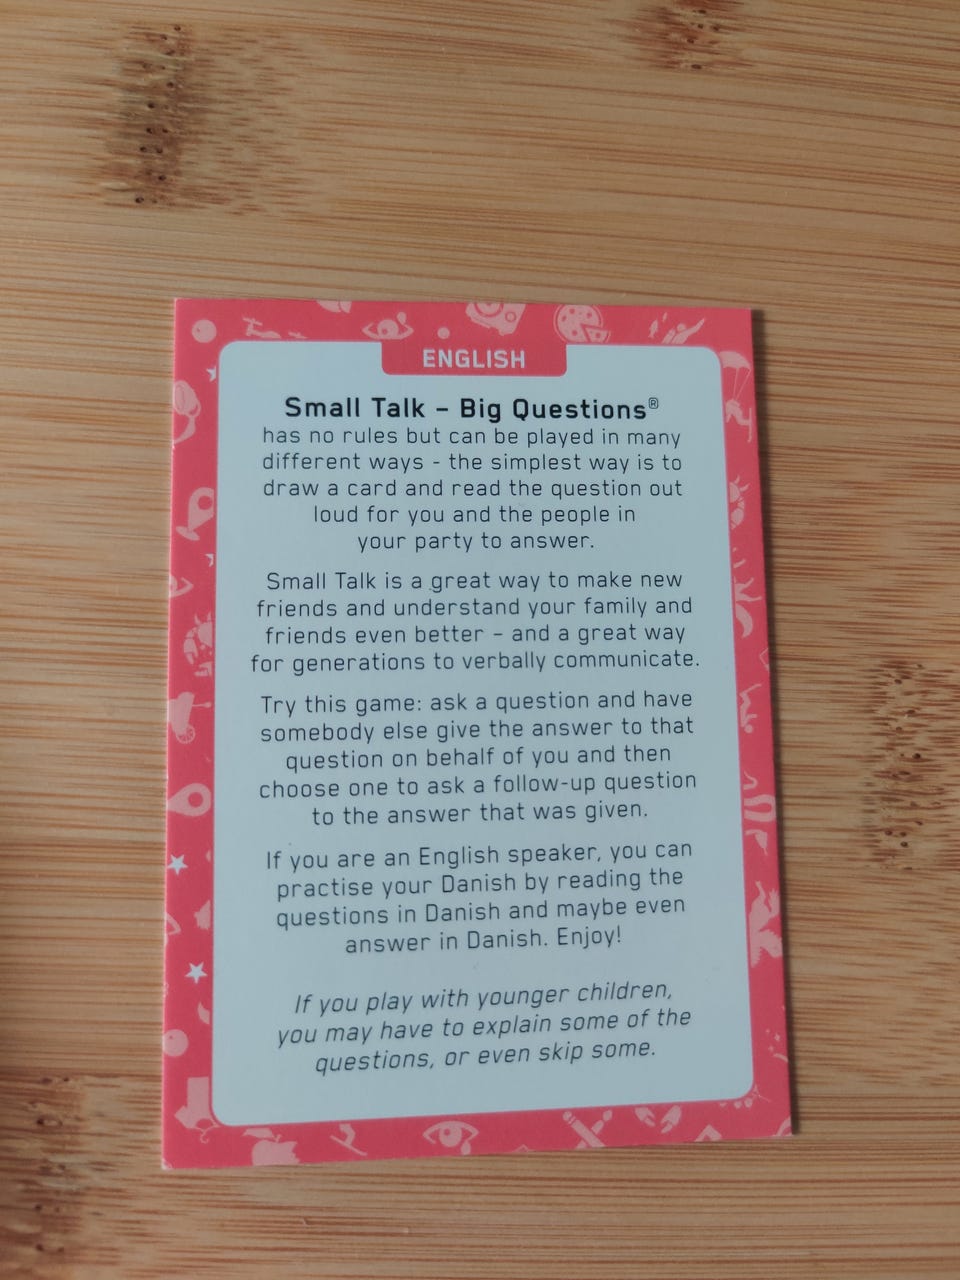 ENGLISH
Small Talk – Big Questions®
has no rules but can be played in many
different ways - the simplest way is to
draw a card and read the question out
loud for you and the people in
your party to answer.
Small Talk is a great way to make new
friends and understand your family and
friends even better – and a great way
for generations to verbally communicate.
Try this game: ask a question and have
somebody else give the answer to that
question on behalf of you and then
choose one to ask a follow-up question
to the answer that was given.
If you are an English speaker, you can
practise your Danish by reading the
questions in Danish and maybe even
answer in Danish. Enjoy!
If you play with younger children,
you may have to explain some of the
questions, or even skip some.